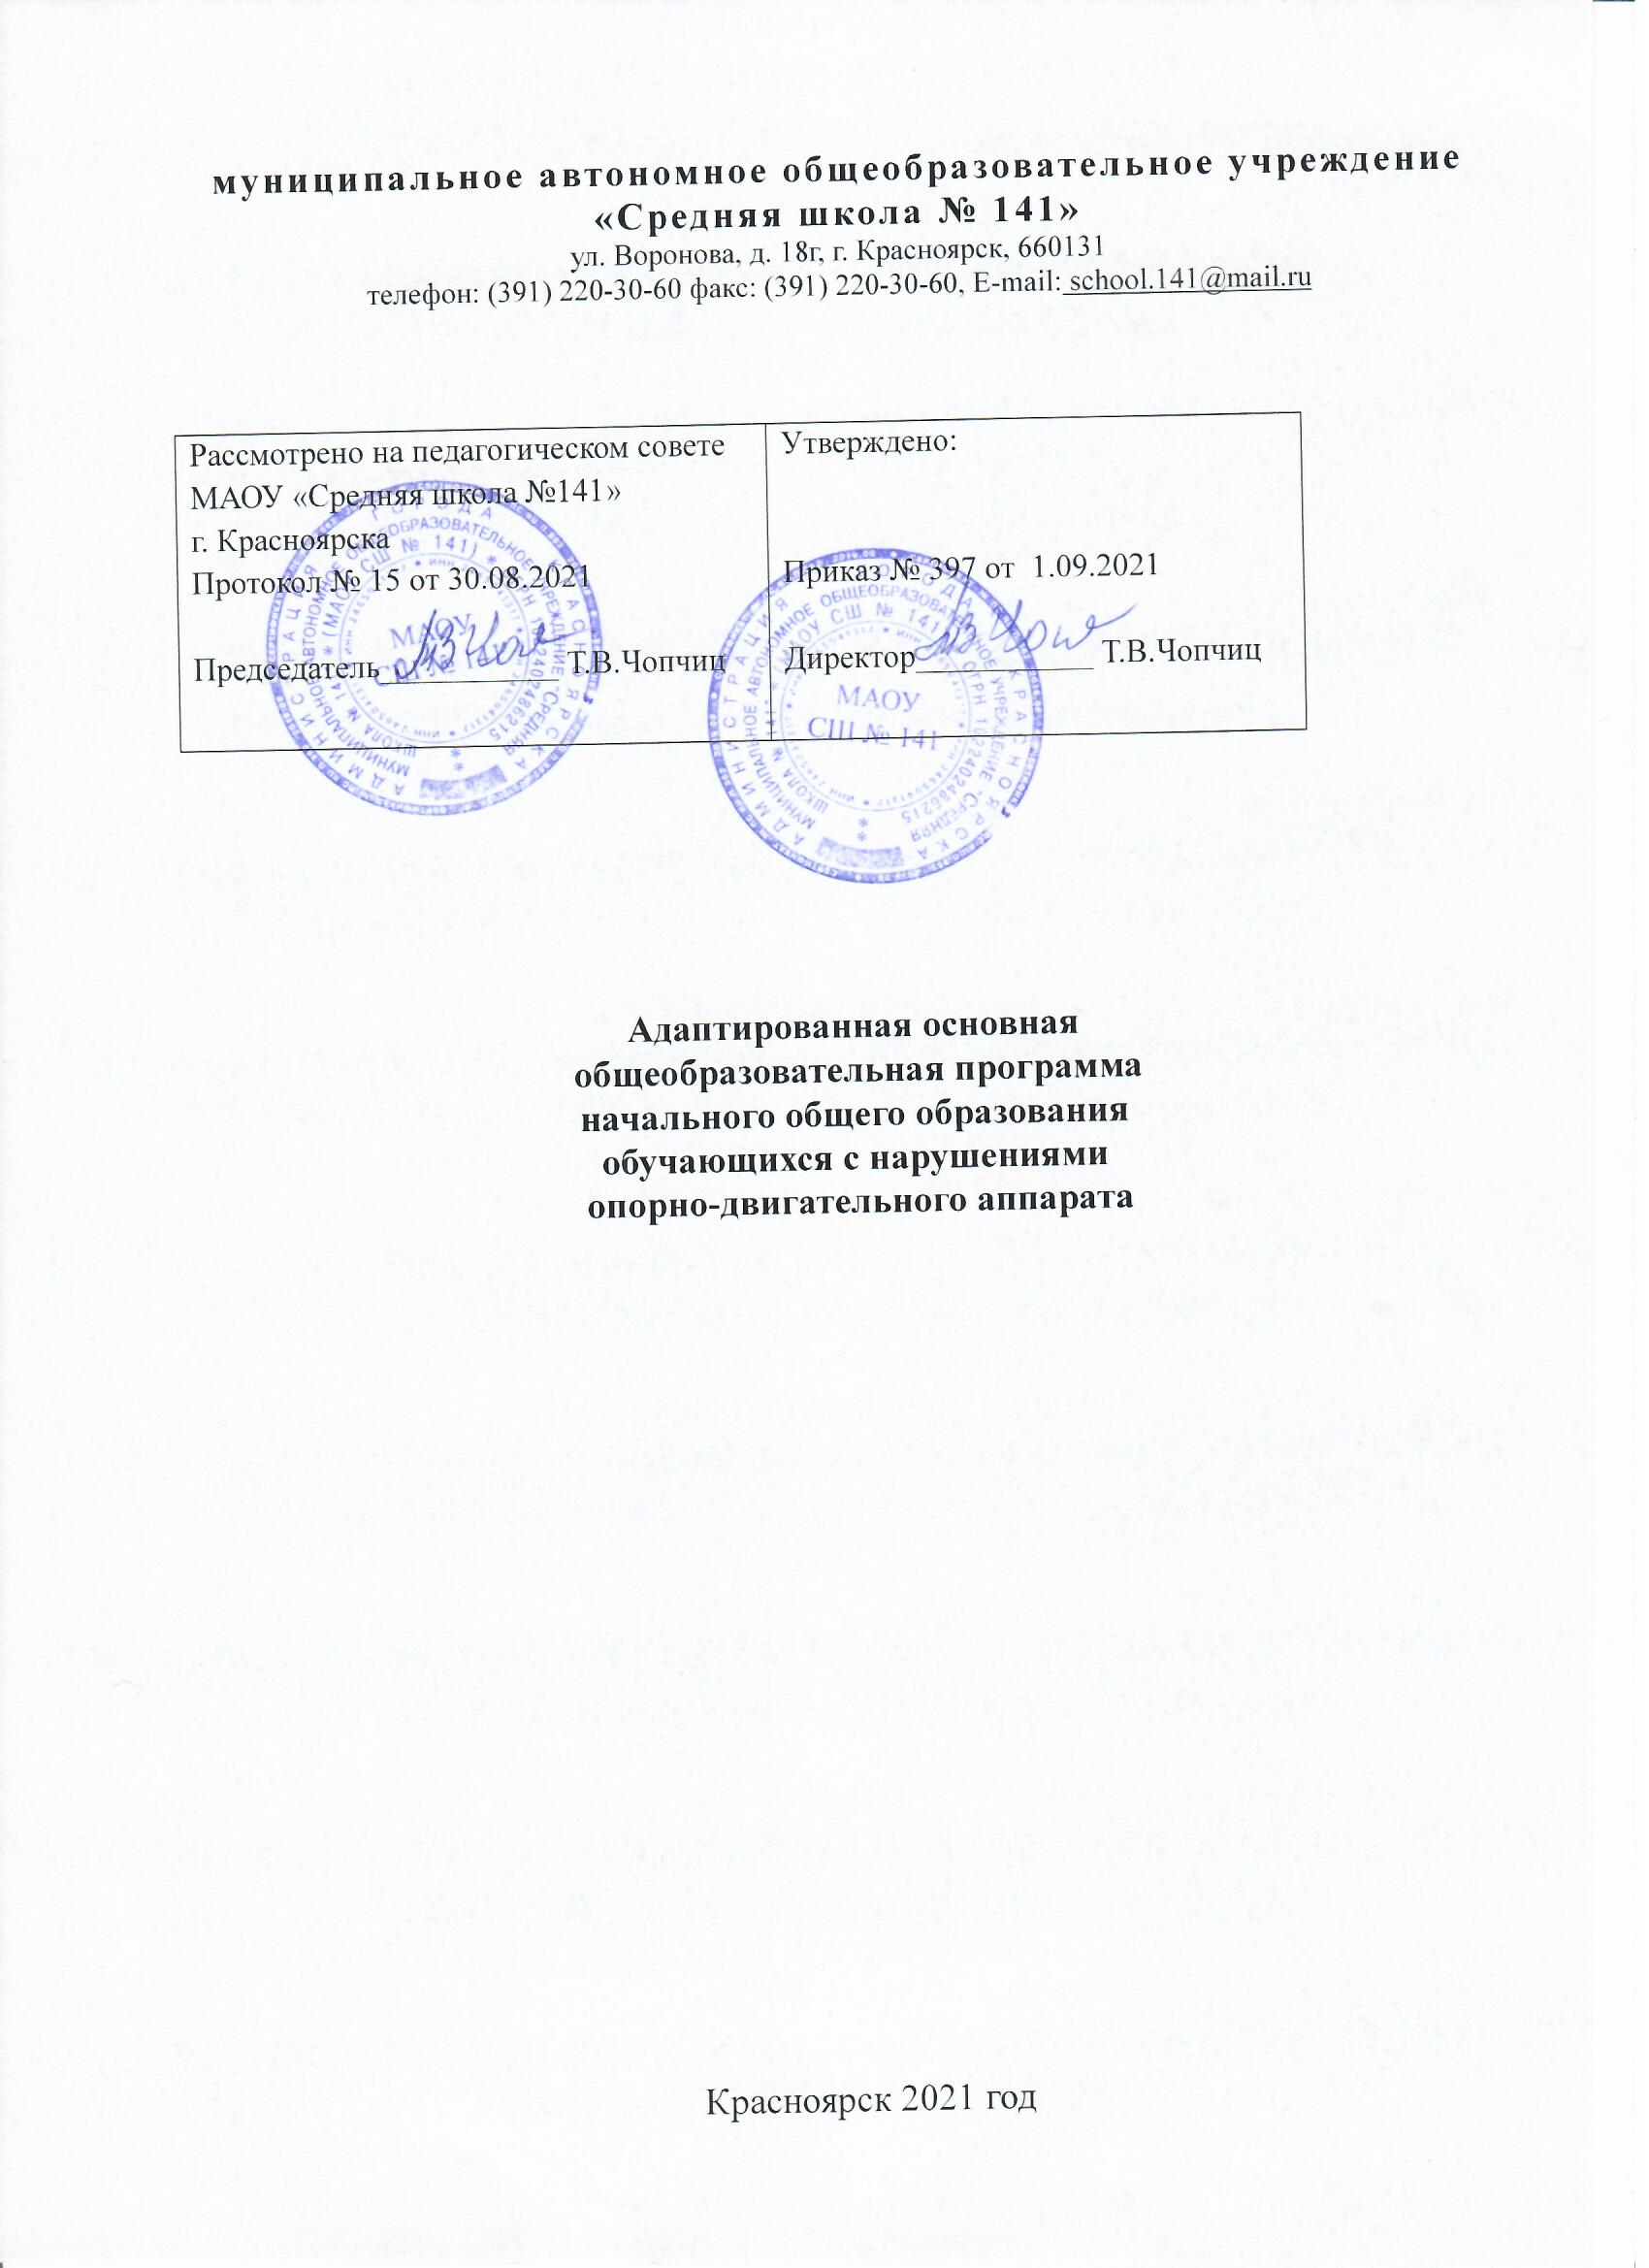 муниципальное автономное общеобразовательное учреждение
«Средняя школа № 141»
ул. Воронова, д. 18г, г. Красноярск, 660131
телефон: (391) 220-30-60 факс: (391) 220-30-60, E-mail: school.141@mail.ru
Рассмотрено на педагогическом совете
МАОУ «Средняя школа №141»
г. Красноярска
Протокол № 15 от 30.08.2021
Председатель____________ Т.В.Чопчиц
Утверждено:
Приказ № 397 от 1.09.2021
Директор____________ Т.В.Чопчиц
МАОУ
СШ № 141
Адаптированная основная
общеобразовательная программа
начального общего образования
обучающихся с нарушениями
опорно-двигательного аппарата
Красноярск 2021 год